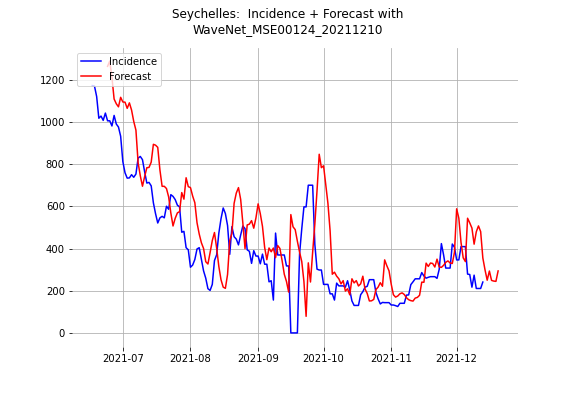 Seychelles:  Incidence + Forecast with
WaveNet_MSE00124_20211210
Incidence
Forecast
1200
1000
800
600
400
200
0
2021-07 2021-08 2021-09 2021-10 2021-11 2021-12